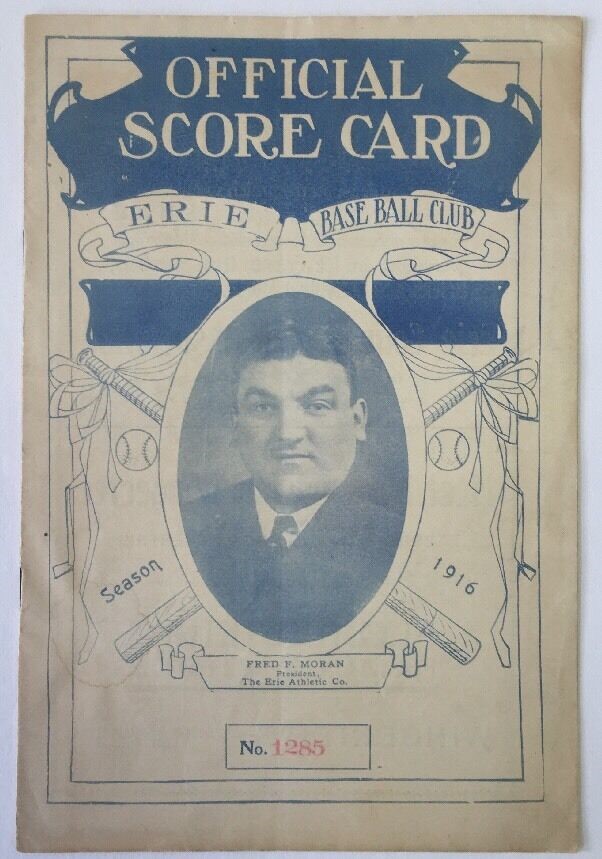 OFFICIAL
SCORE CARD
ERIE BASE BALL CLUB
Season 1916
FRED F. MORAN
President,
The Erie Athletic Co.
No. 1285